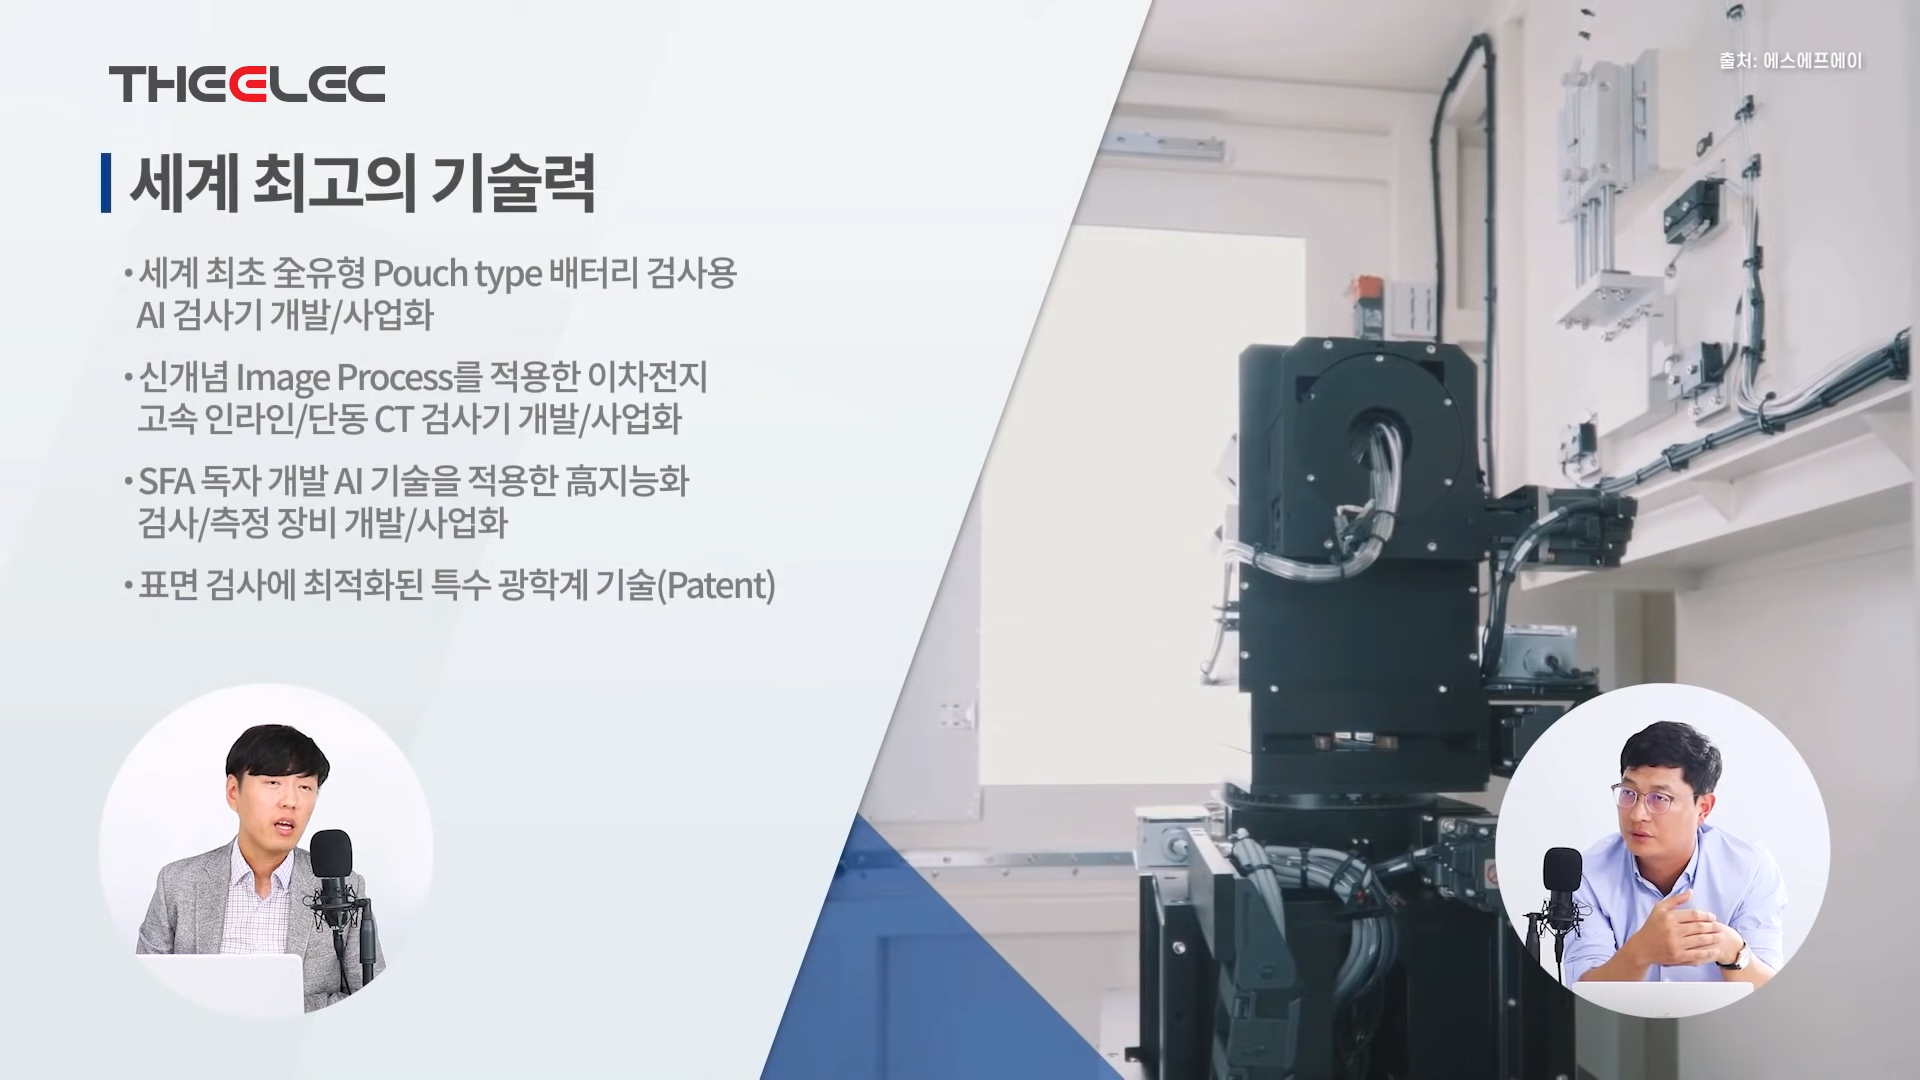 THEELEC
출처: 에스에프에이
세계 최고의 기술력
• 세계 최초 全유형 Pouch type 배터리 검사용
AI 검사기 개발/사업화
• 신개념 Image Process를 적용한 이차전지
고속 인라인/단동 CT 검사기 개발/사업화
• SFA 독자 개발 AI 기술을 적용한 高지능화
검사/측정 장비 개발/사업화
• 표면 검사에 최적화된 특수 광학계 기술(Patent)